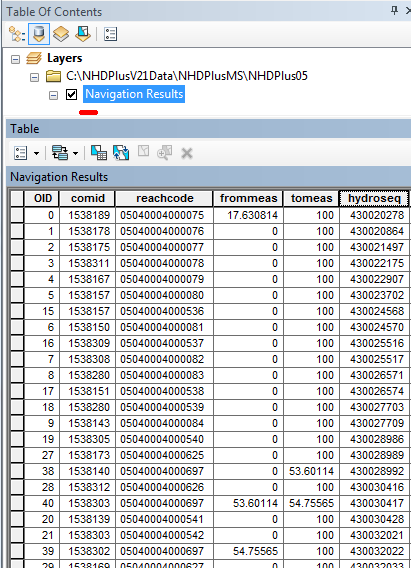 Table Of Contents
Layers
C:\NHDPlusV21Data\NHDPlusMS\NHDPlus05
Navigation Results
Table
Navigation Results
OID comid reachcode frommeas tomeas hydroseq
0 1538189 05040004000075 17.630814 100 430020278
1 1538178 05040004000076 0 100 430020864
2 1538175 05040004000077 0 100 430021497
3 1538311 05040004000078 0 100 430022175
4 1538167 05040004000079 0 100 430022907
5 1538157 05040004000080 0 100 430023702
15 1538157 05040004000536 0 100 430024568
6 1538150 05040004000081 0 100 430024570
16 1538309 05040004000537 0 100 430025516
7 1538308 05040004000082 0 100 430025517
8 1538280 05040004000083 0 100 430026571
17 1538151 05040004000538 0 100 430026574
18 1538280 05040004000539 0 100 430027703
9 1538143 05040004000084 0 100 430027709
19 1538305 05040004000540 0 100 430028986
27 1538173 05040004000625 0 100 430028989
38 1538140 05040004000697 0 53.60114 430028992
28 1538312 05040004000626 0 100 430030416
40 1538303 05040004000697 53.60114 54.75565 430030417
20 1538139 05040004000541 0 100 430030428
21 1538303 05040004000542 0 100 430032021
39 1538302 05040004000697 54.75565 100 430032022
29 1538169 05040004000627 0 100 430032033